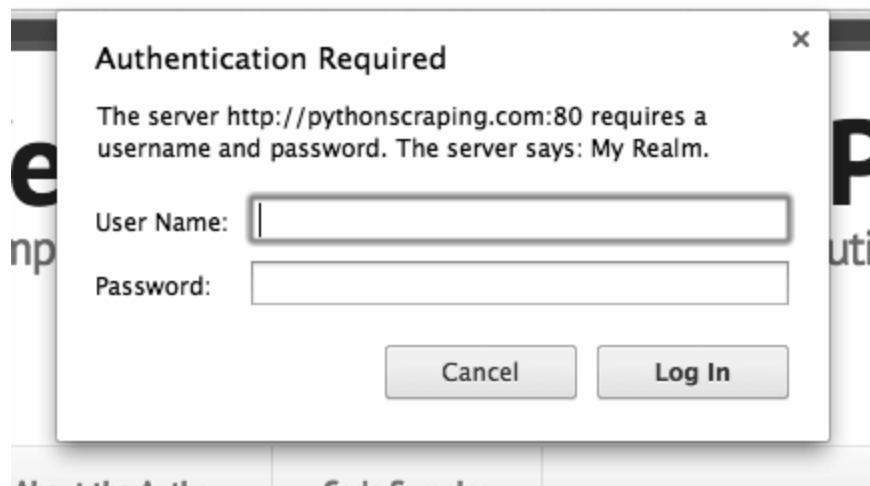 Authentication Required
The server http://pythonscraping.com:80 requires a
username and password. The server says: My Realm.
User Name:
Password:
Cancel
Log In